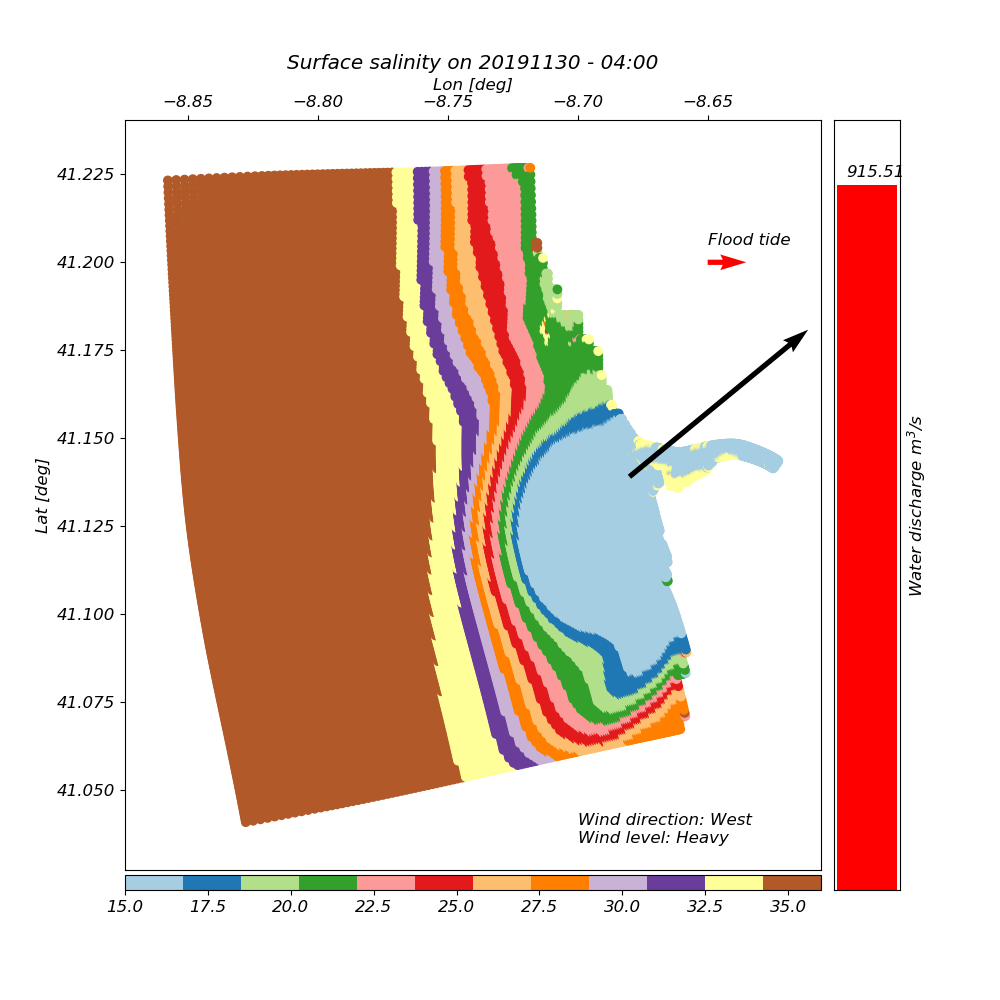 Surface salinity on 20191130 - 04:00
Lon [deg]
−8.85 −8.80 −8.75 −8.70 −8.65
915.51
41.225
Flood tide
41.200
41.175
41.150
Lat [deg]
41.125
41.100
41.075
41.050
Water discharge m³/s
Wind direction: West
Wind level: Heavy
15.0 17.5 20.0 22.5 25.0 27.5 30.0 32.5 35.0